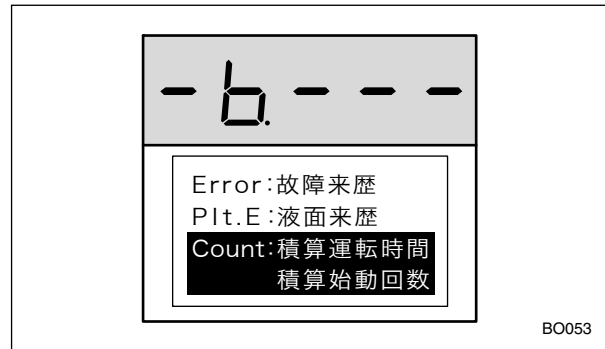 - b. - - -
Error:故障来歴
Plt.E:液面来歴
Count:積算運転時間
積算始動回数
BO053